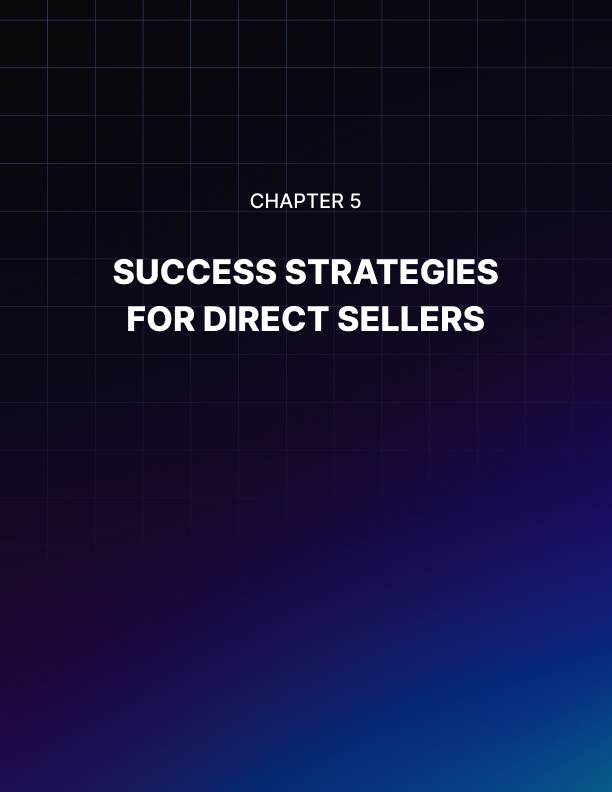 CHAPTER 5
SUCCESS STRATEGIES
FOR DIRECT SELLERS